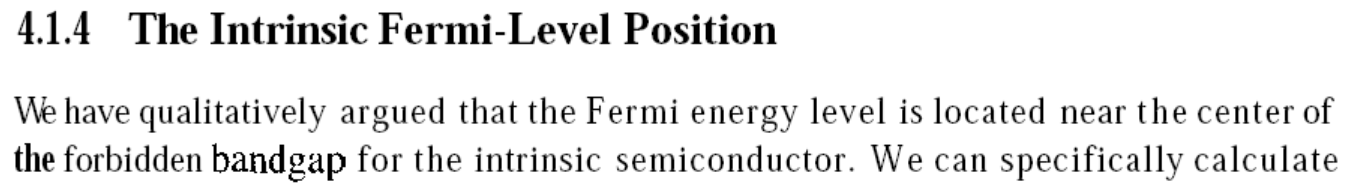 4.1.4 The Intrinsic Fermi-Level Position
We have qualitatively argued that the Fermi energy level is located near the center of
the forbidden bandgap for the intrinsic semiconductor. We can specifically calculate